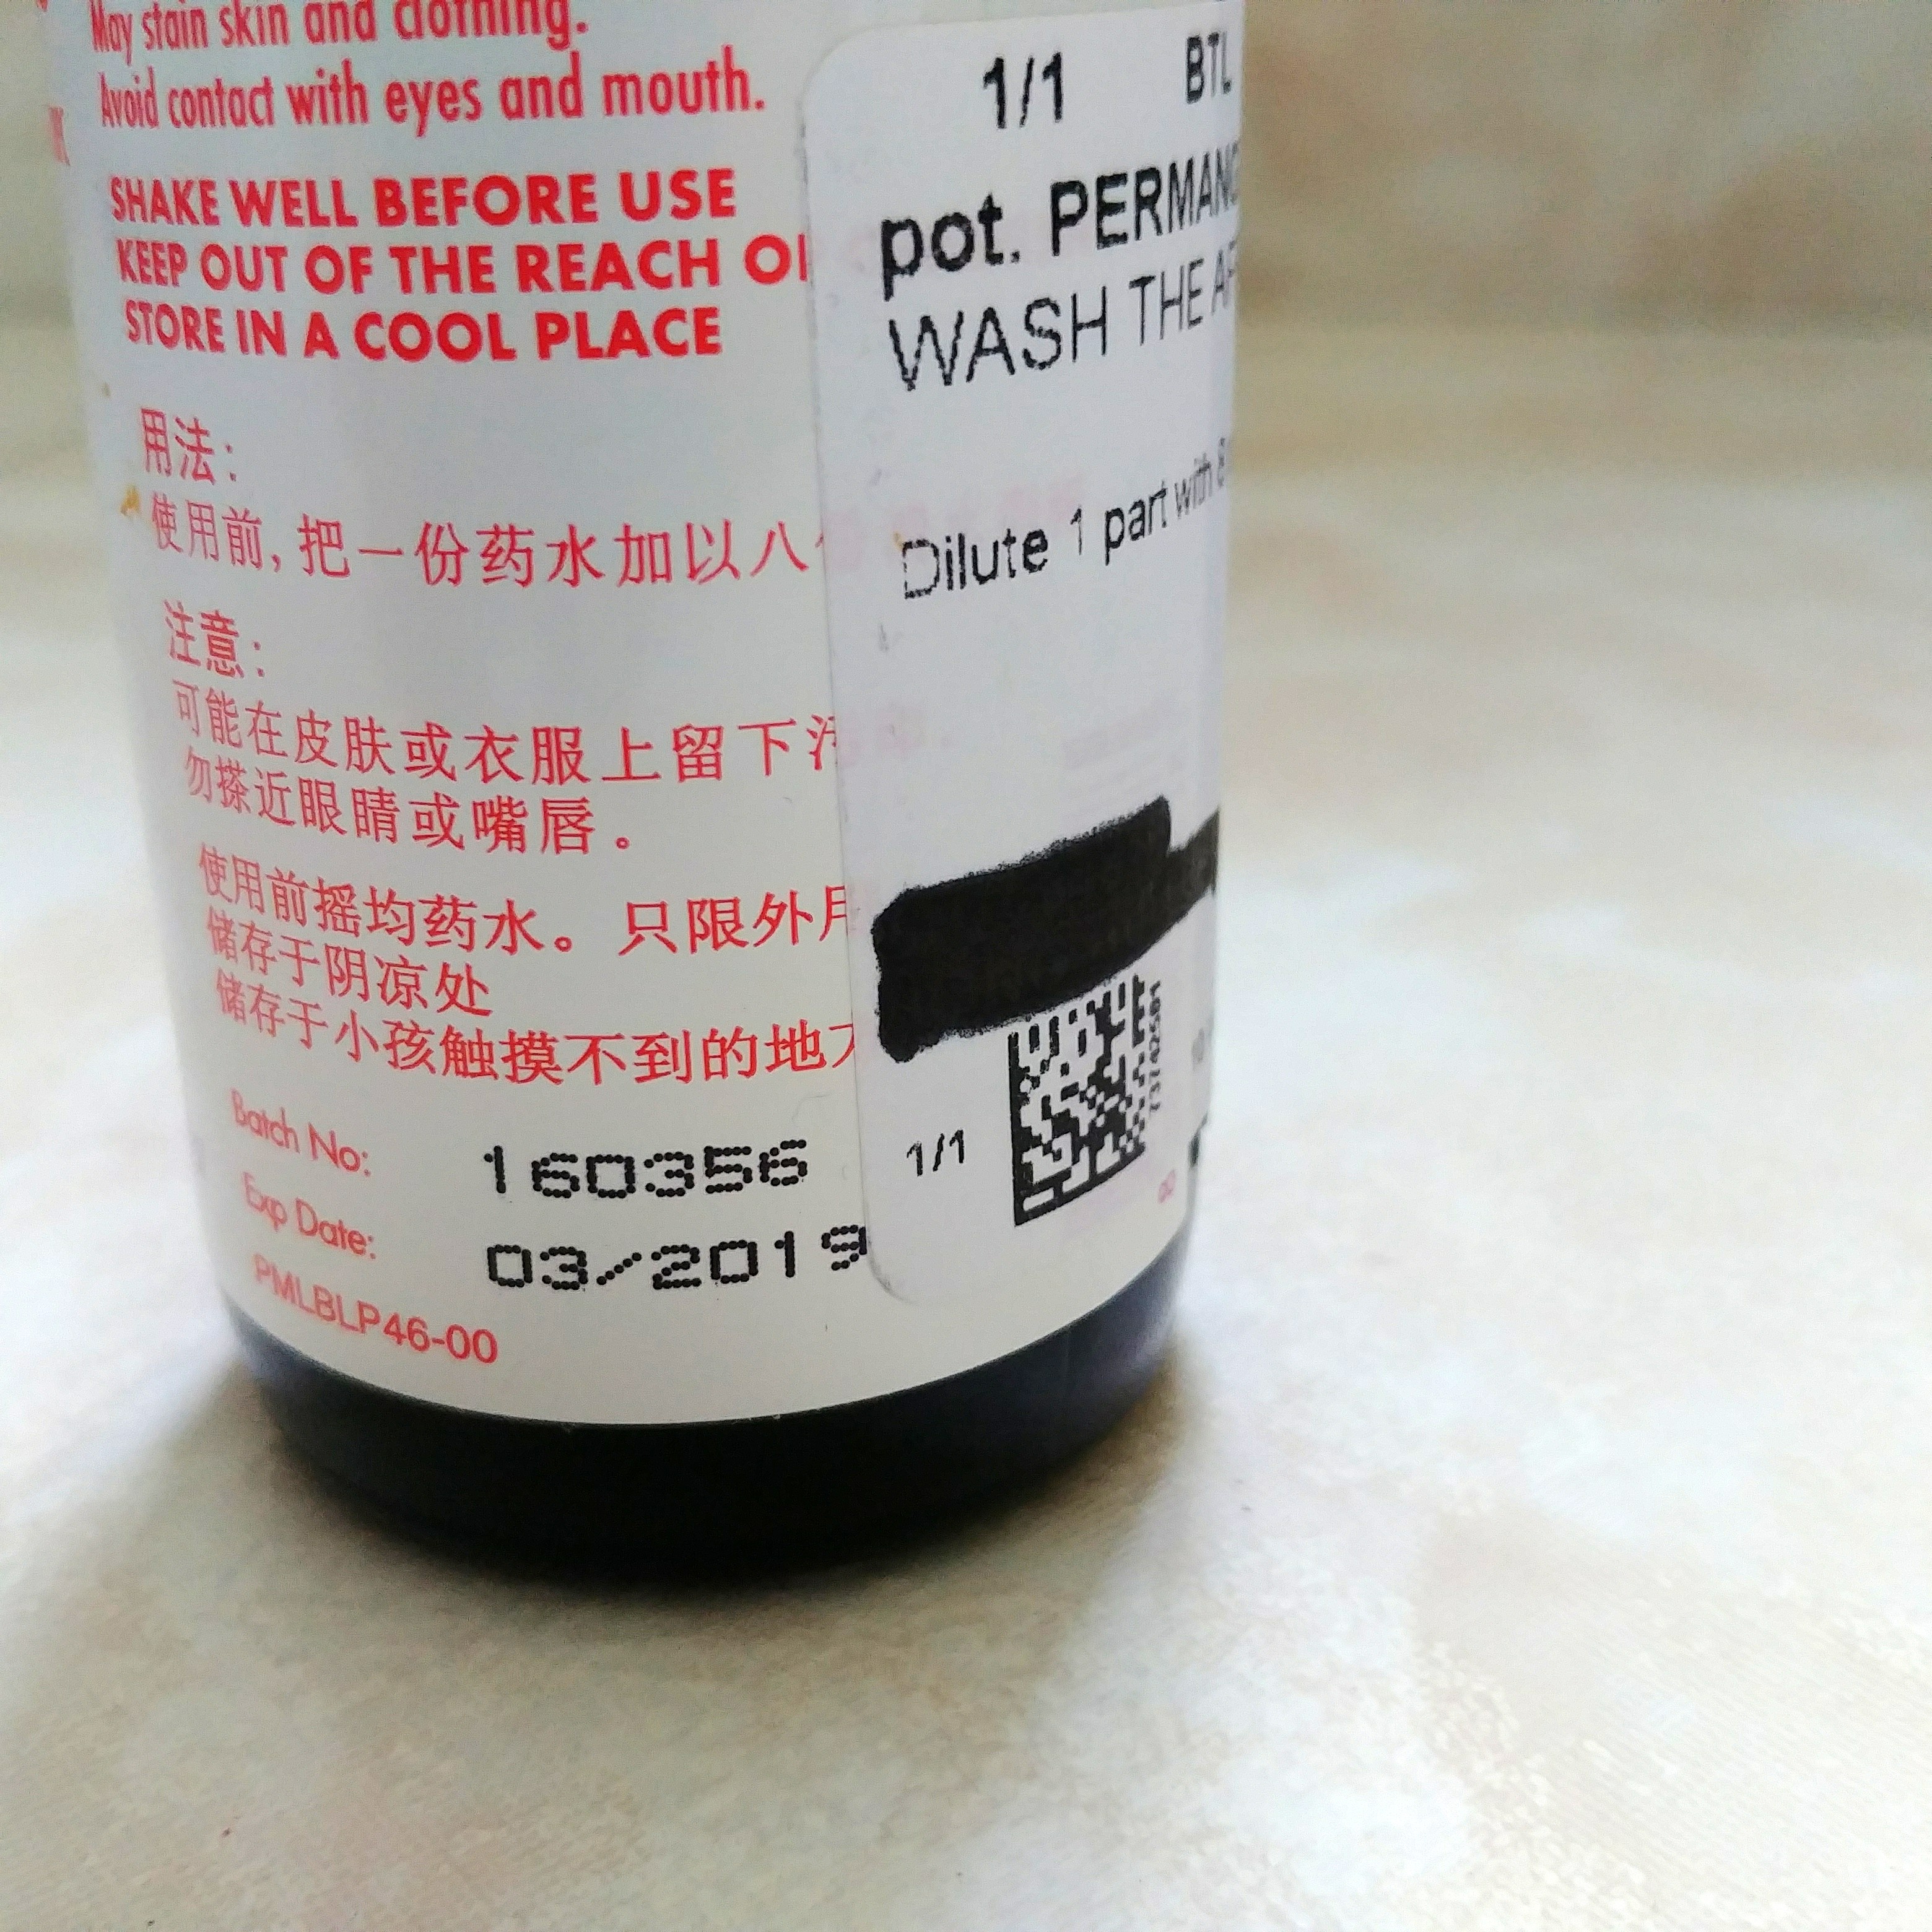 May stain skin and clothing.
Avoid contact with eyes and mouth.
SHAKE WELL BEFORE USE
KEEP OUT OF THE REACH
STORE IN A COOL PLACE
用法：
使用前, 把一份药水加以八
注意：
可能在皮肤或衣服上留下
勿搽近眼睛或嘴唇。
使用前摇均药水。只限外用
储存于阴凉处
储存于小孩触摸不到的地
Batch No: 160356
Exp Date: 03/2019
PMLBLP46-00
1/1 BTL
pot. PERMANG
WASH THE
Dilute 1 part with 8
1/1